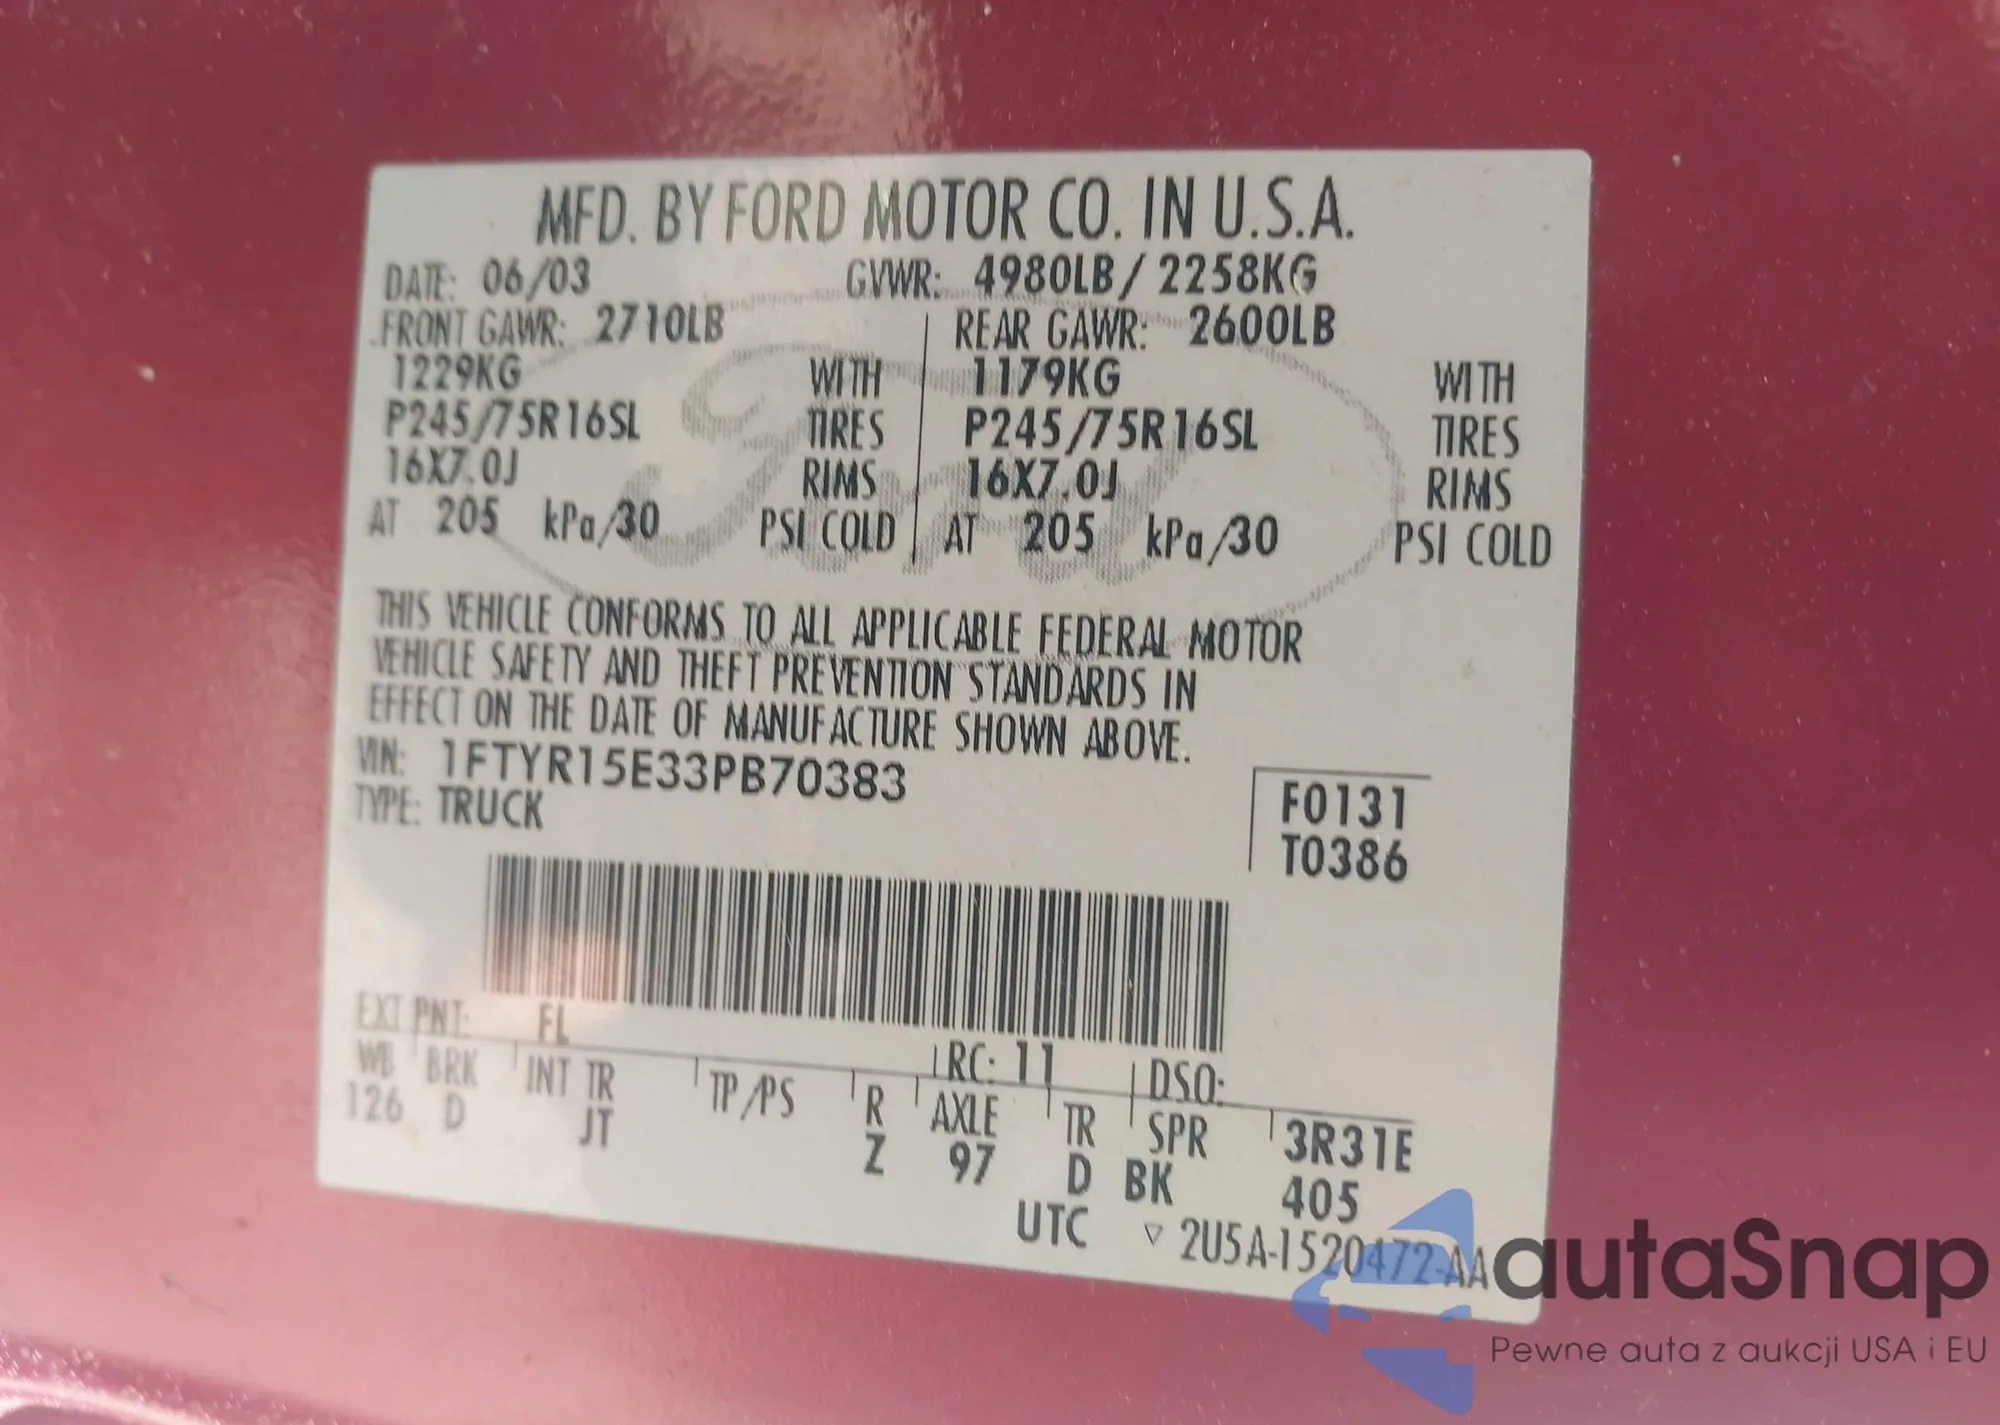 MFD. BY FORD MOTOR CO. IN U.S.A.
DATE: 06/03 GVWR: 4980LB / 2258KG
FRONT GAWR: 2710LB REAR GAWR: 2600LB
1229KG WITH 1179KG WITH
P245/75R16SL TIRES P245/75R16SL TIRES
16X7.0J RIMS 16X7.0J RIMS
AT 205 kPa/30 PSI COLD AT 205 kPa/30 PSI COLD
Ford
THIS VEHICLE CONFORMS TO ALL APPLICABLE FEDERAL MOTOR
VEHICLE SAFETY AND THEFT PREVENTION STANDARDS IN
EFFECT ON THE DATE OF MANUFACTURE SHOWN ABOVE.
VIN: 1FTYR15E33PB70383
TYPE: TRUCK
F0131
T0386
EXT PNT: FL RC: 11 DSO:
WB BRK INT TR TP/PS R AXLE TR SPR 3R31E
126 D JT Z 97 D BK 405
UTC ▽ 2U5A-1520472-AA
autaSnap
Pewne auta z aukcji USA i EU